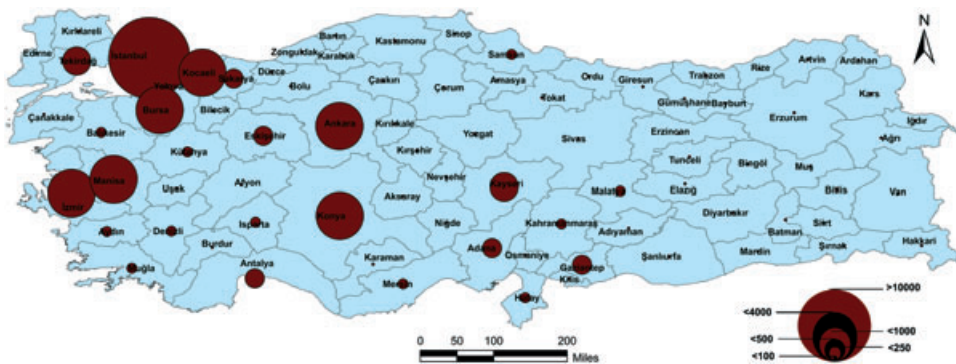 N
Kırklareli
Edirne
Tekirdağ
İstanbul
Kocaeli
Sakarya
Düzce
Zonguldak
Bartın
Karabük
Kastamonu
Sinop
Samsun
Ordu
Giresun
Trabzon
Rize
Artvin
Ardahan
Bolu
Çankırı
Çorum
Amasya
Tokat
Gümüşhane
Bayburt
Kars
Iğdır
Çanakkale
Balıkesir
Bursa
Bilecik
Eskişehir
Ankara
Kırıkkale
Yozgat
Sivas
Erzincan
Erzurum
Ağrı
Kütahya
Kırşehir
Nevşehir
Kayseri
Malatya
Tunceli
Elazığ
Bingöl
Muş
Bitlis
Van
Manisa
İzmir
Uşak
Afyon
Konya
Aksaray
Niğde
Kahramanmaraş
Adıyaman
Diyarbakır
Batman
Siirt
Şırnak
Hakkari
Aydın
Denizli
Isparta
Burdur
Muğla
Antalya
Karaman
Mersin
Adana
Osmaniye
Gaziantep
Kilis
Şanlıurfa
Mardin
Hatay
0 50 100 200
Miles
>10000
<4000
<1000
<500
<250
<100